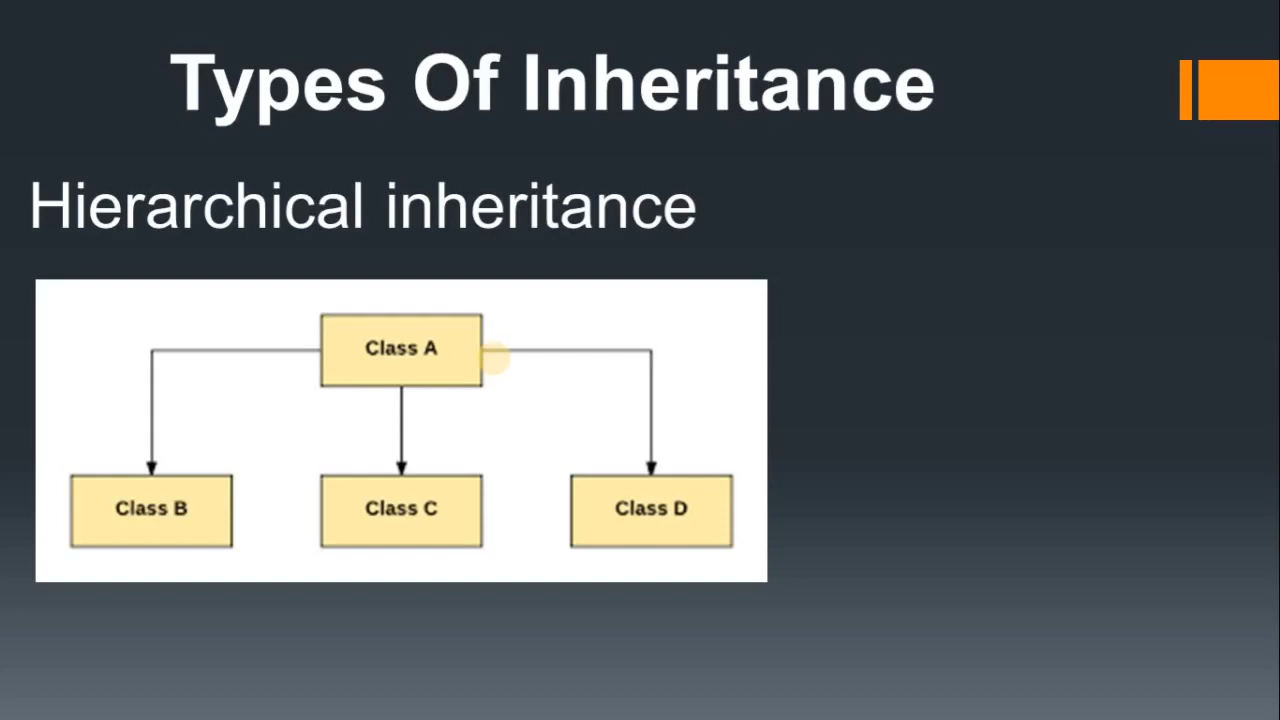 Types Of Inheritance
Hierarchical inheritance
Class A
Class B
Class C
Class D